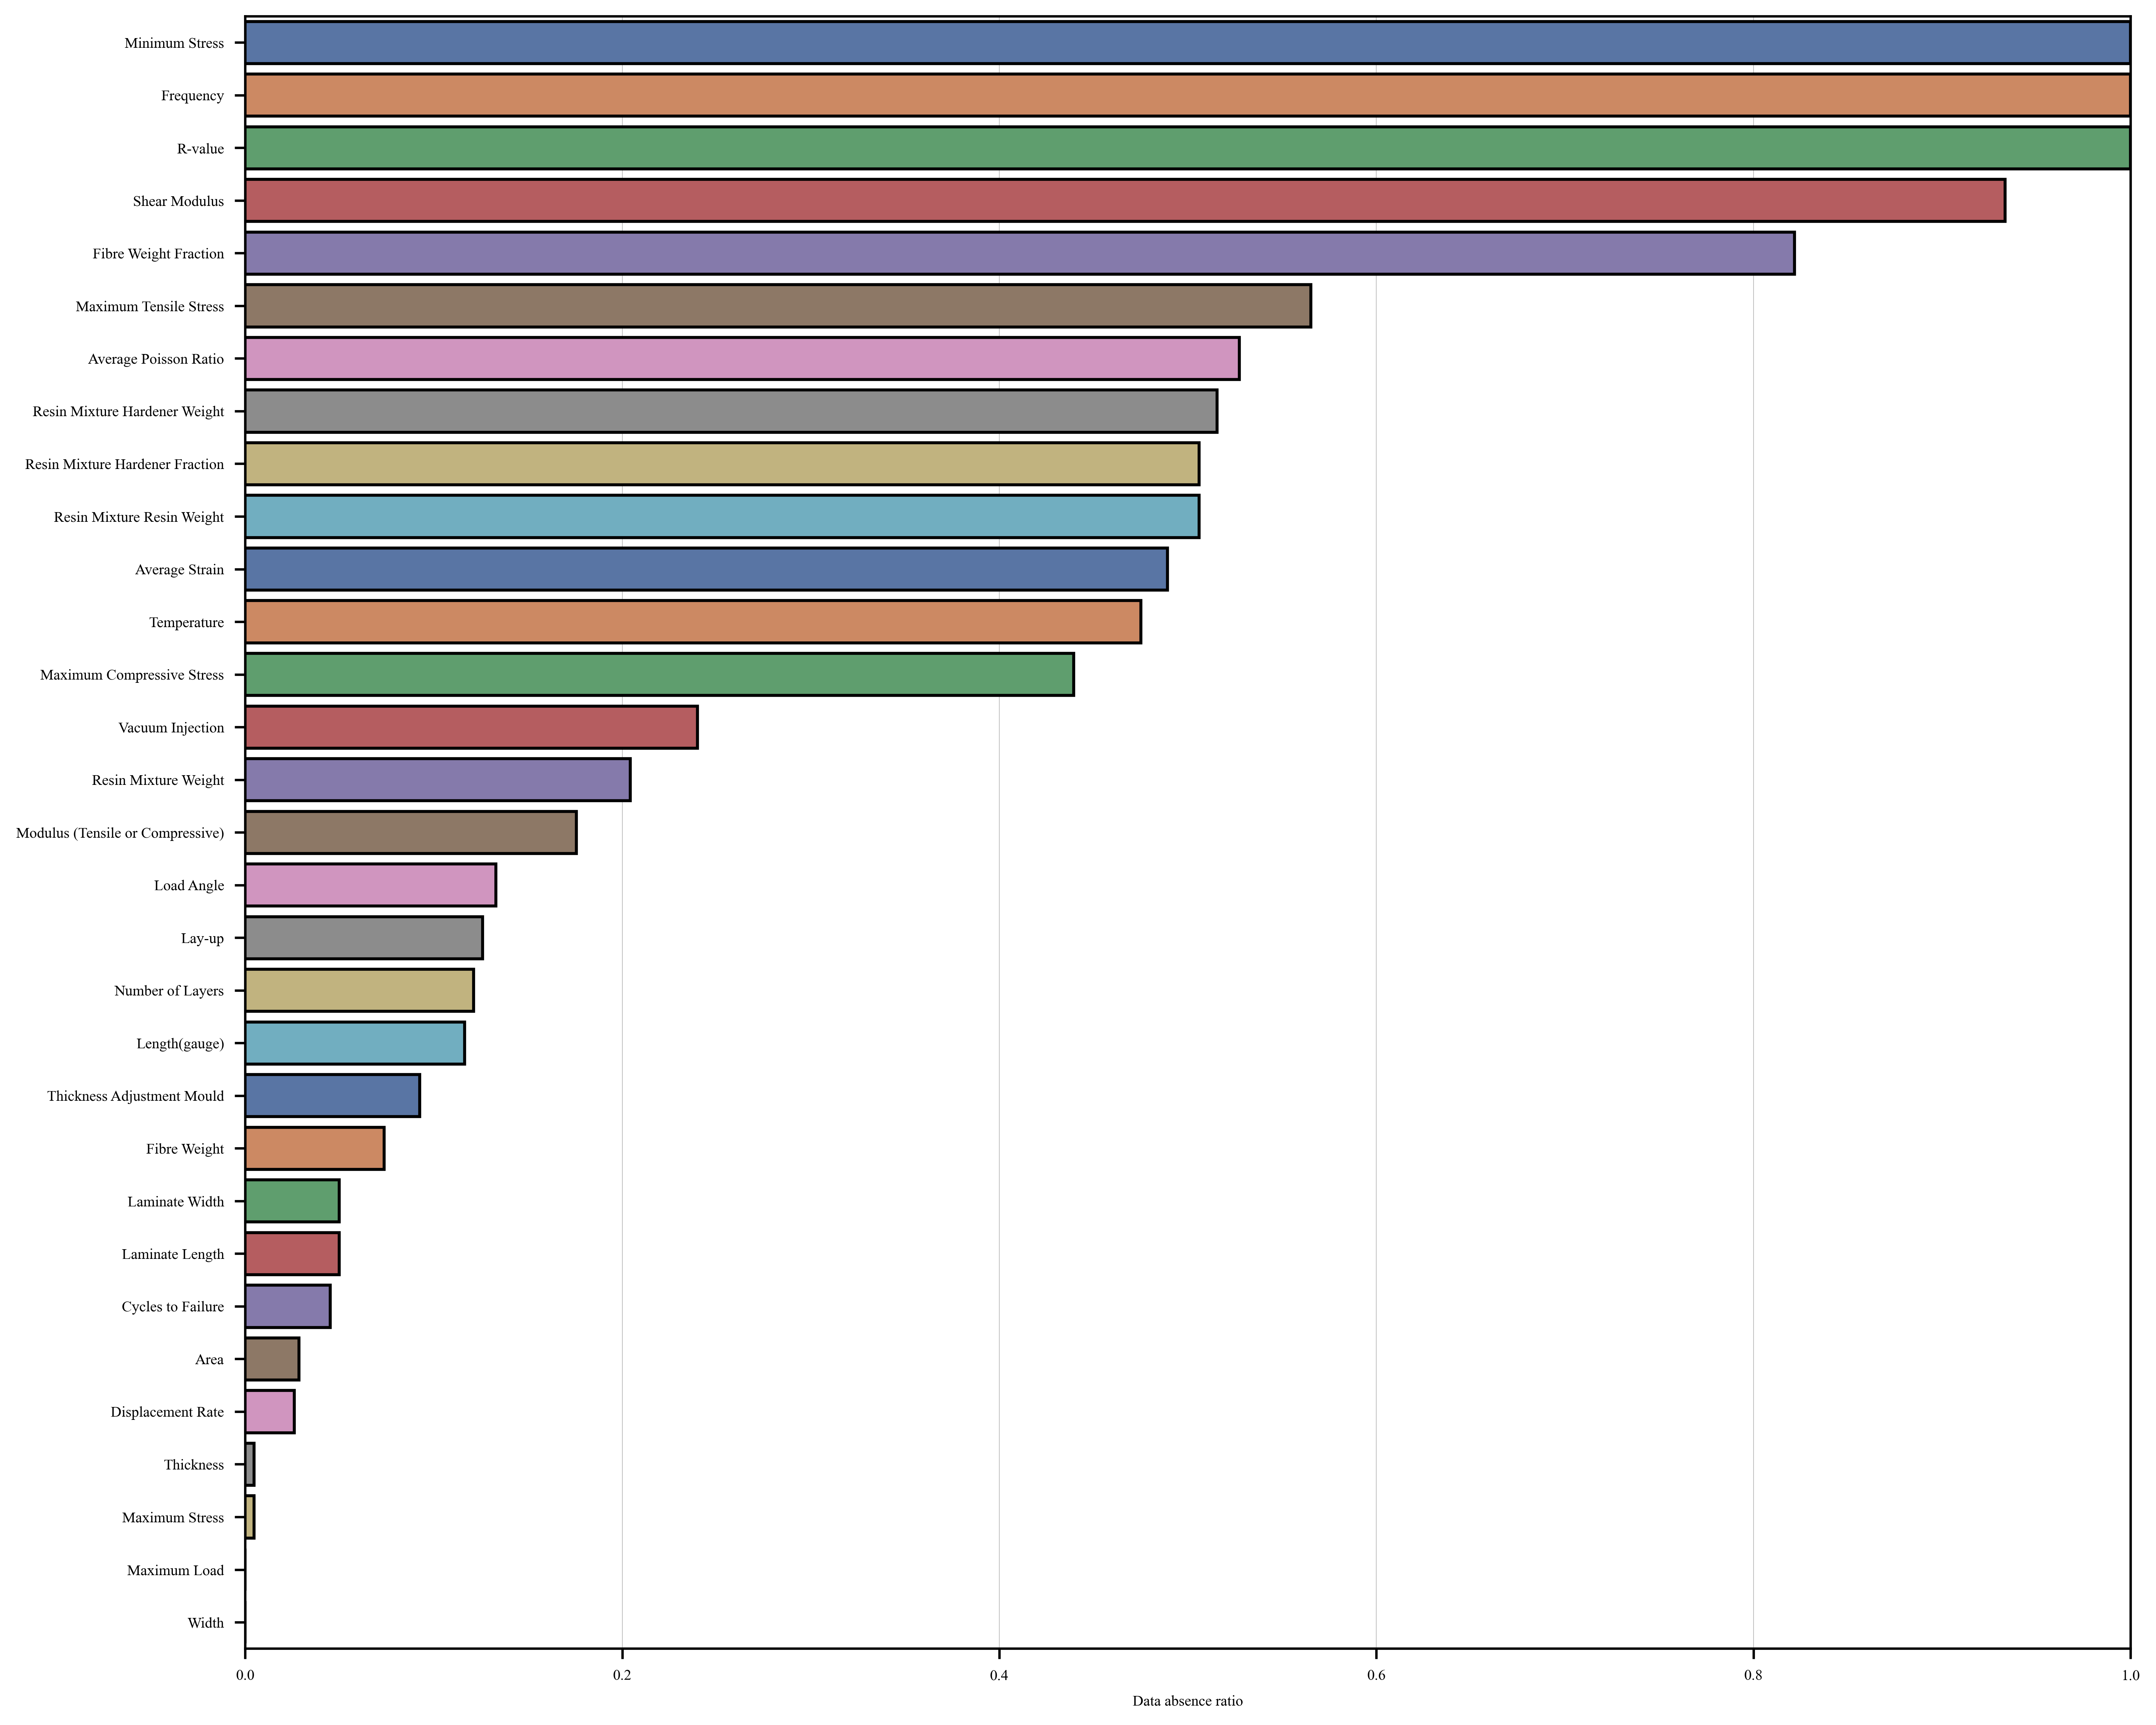 Minimum Stress
Frequency
R-value
Shear Modulus
Fibre Weight Fraction
Maximum Tensile Stress
Average Poisson Ratio
Resin Mixture Hardener Weight
Resin Mixture Hardener Fraction
Resin Mixture Resin Weight
Average Strain
Temperature
Maximum Compressive Stress
Vacuum Injection
Resin Mixture Weight
Modulus (Tensile or Compressive)
Load Angle
Lay-up
Number of Layers
Length(gauge)
Thickness Adjustment Mould
Fibre Weight
Laminate Width
Laminate Length
Cycles to Failure
Area
Displacement Rate
Thickness
Maximum Stress
Maximum Load
Width
0.0 0.2 0.4 0.6 0.8 1.0
Data absence ratio